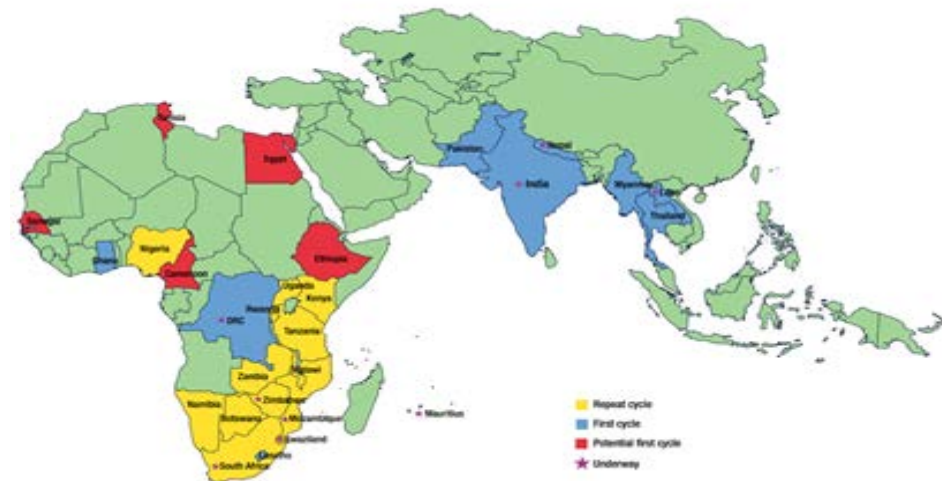 Tunisia
Egypt
Pakistan
Nepal
India
Myanmar
Laos
Thailand
Senegal
Ghana
Nigeria
Cameroon
Ethiopia
Uganda
Kenya
Rwanda
DRC
Tanzania
Zambia
Malawi
Namibia
Zimbabwe
Botswana
Mozambique
Mauritius
Swaziland
Lesotho
South Africa
Repeat cycle
First cycle
Potential first cycle
Underway